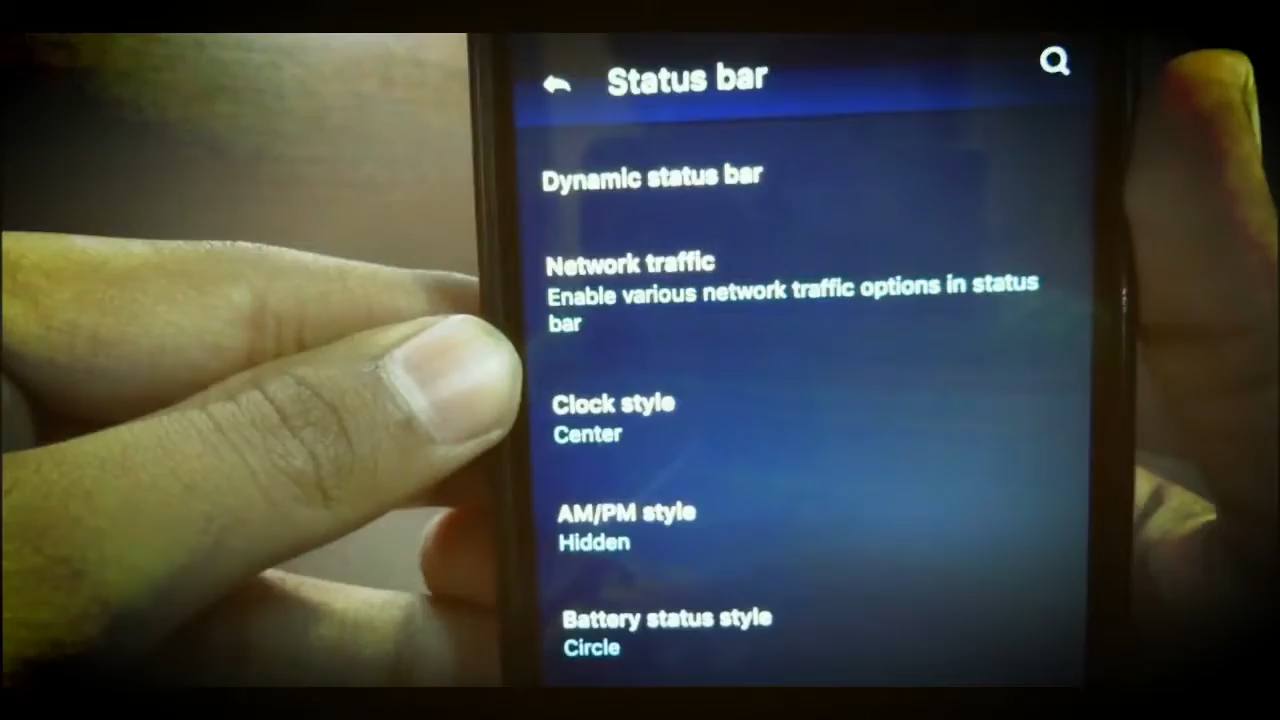 Status bar
Dynamic status bar
Network traffic
Enable various network traffic options in status
bar
Clock style
Center
AM/PM style
Hidden
Battery status style
Circle